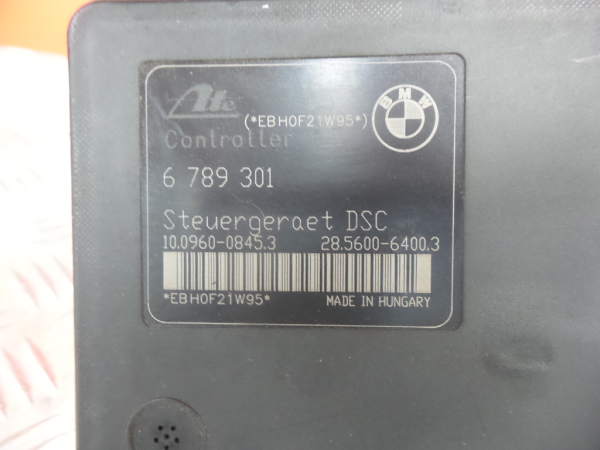 Ate
(*EBH0F21W95*)
BMW
Controller
6 789 301
Steuergeraet DSC
10.0960-0845.3 28.5600-6400.3
*EBH0F21W95* MADE IN HUNGARY